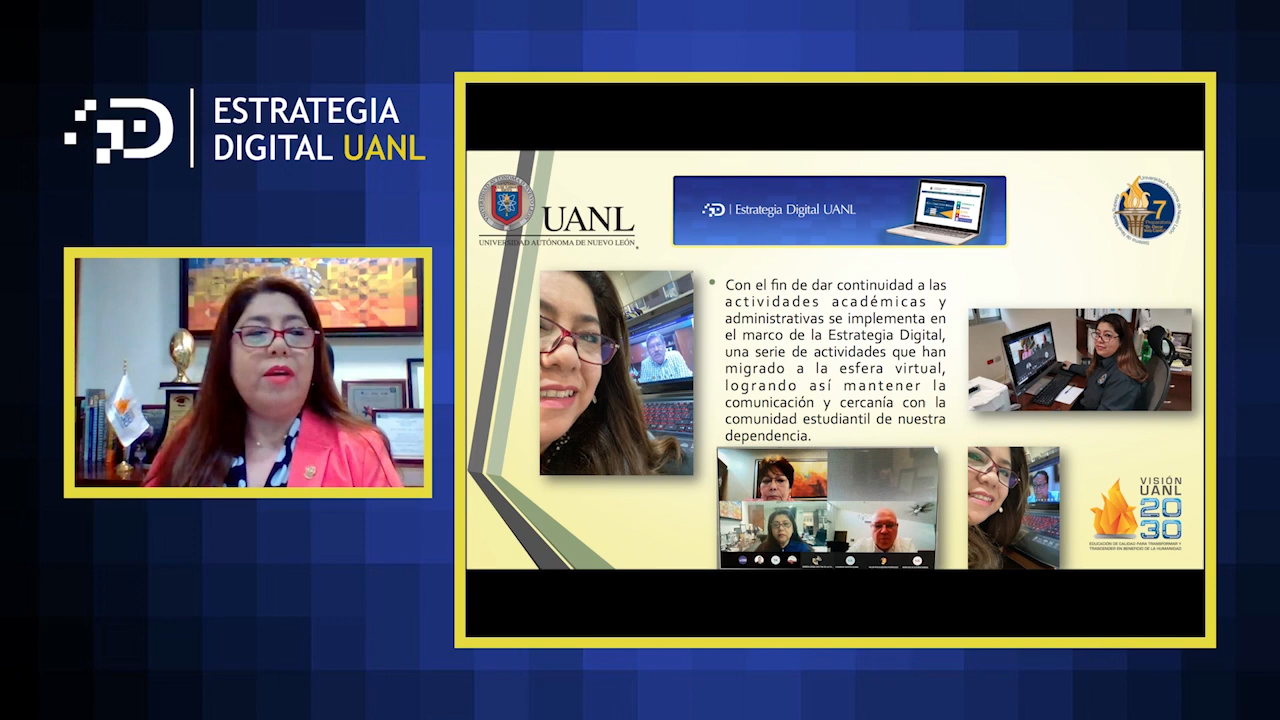 ESTRATEGIA
DIGITAL UANL
UANL
UNIVERSIDAD AUTÓNOMA DE NUEVO LEÓN
Estrategia Digital UANL
7
Con el fin de dar continuidad a las
actividades académicas y
administrativas se implementa en
el marco de la Estrategia Digital,
una serie de actividades que han
migrado a la esfera virtual,
logrando así mantener la
comunicación y cercanía con la
comunidad estudiantil de nuestra
dependencia.
VISIÓN
UANL
20
30
EDUCACIÓN DE CALIDAD PARA TRANSFORMAR Y
TRASCENDER EN BENEFICIO DE LA HUMANIDAD